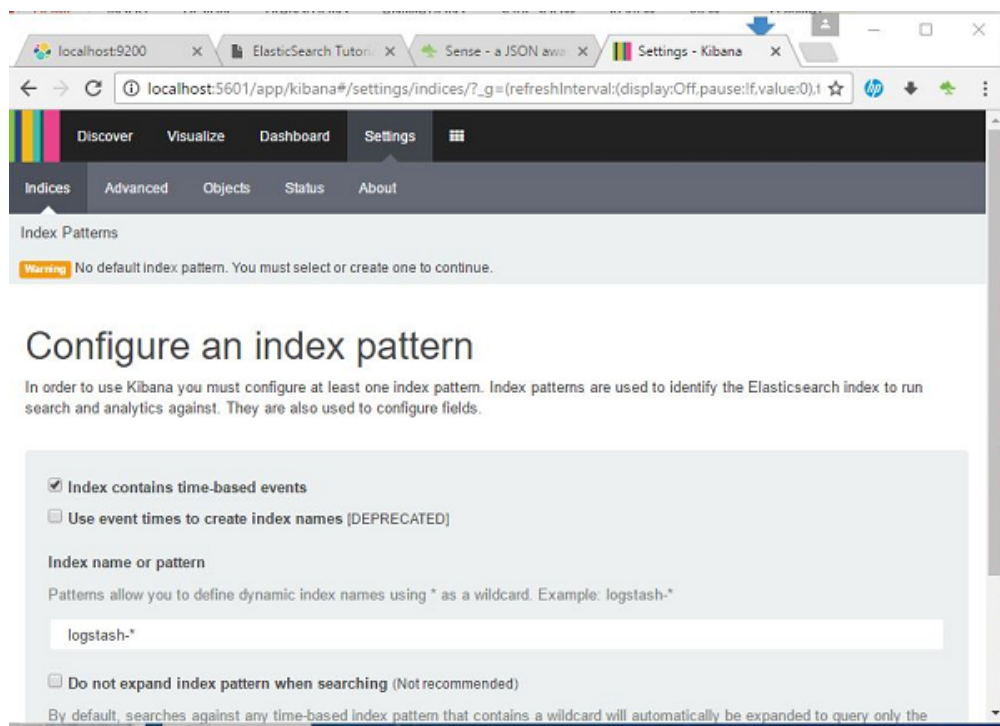 localhost:9200
ElasticSearch Tutori
Sense - a JSON awa
Settings - Kibana
localhost:5601/app/kibana#/settings/indices/?_g=(refreshInterval:(display:Off,pause:!f,value:0),t
hp
Discover Visualize Dashboard Settings
Indices Advanced Objects Status About
Index Patterns
Warning No default index pattern. You must select or create one to continue.
Configure an index pattern
In order to use Kibana you must configure at least one index pattern. Index patterns are used to identify the Elasticsearch index to run
search and analytics against. They are also used to configure fields.
Index contains time-based events
Use event times to create index names [DEPRECATED]
Index name or pattern
Patterns allow you to define dynamic index names using * as a wildcard. Example: logstash-*
logstash-*
Do not expand index pattern when searching (Not recommended)
By default, searches against any time-based index pattern that contains a wildcard will automatically be expanded to query only the